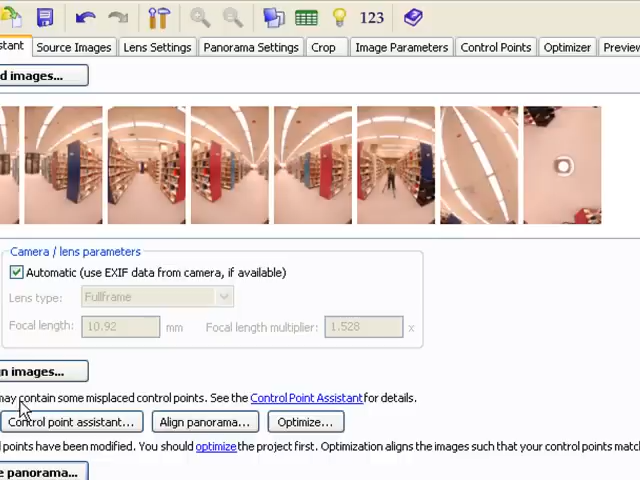 123
stant Source Images Lens Settings Panorama Settings Crop Image Parameters Control Points Optimizer Preview
d images...
Camera / lens parameters
Automatic (use EXIF data from camera, if available)
Lens type: Fullframe
Focal length: 10.92 mm Focal length multiplier: 1.528 x
gn images...
may contain some misplaced control points. See the Control Point Assistant for details.
Control point assistant... Align panorama... Optimize...
l points have been modified. You should optimize the project first. Optimization aligns the images such that your control points matc
e panorama...